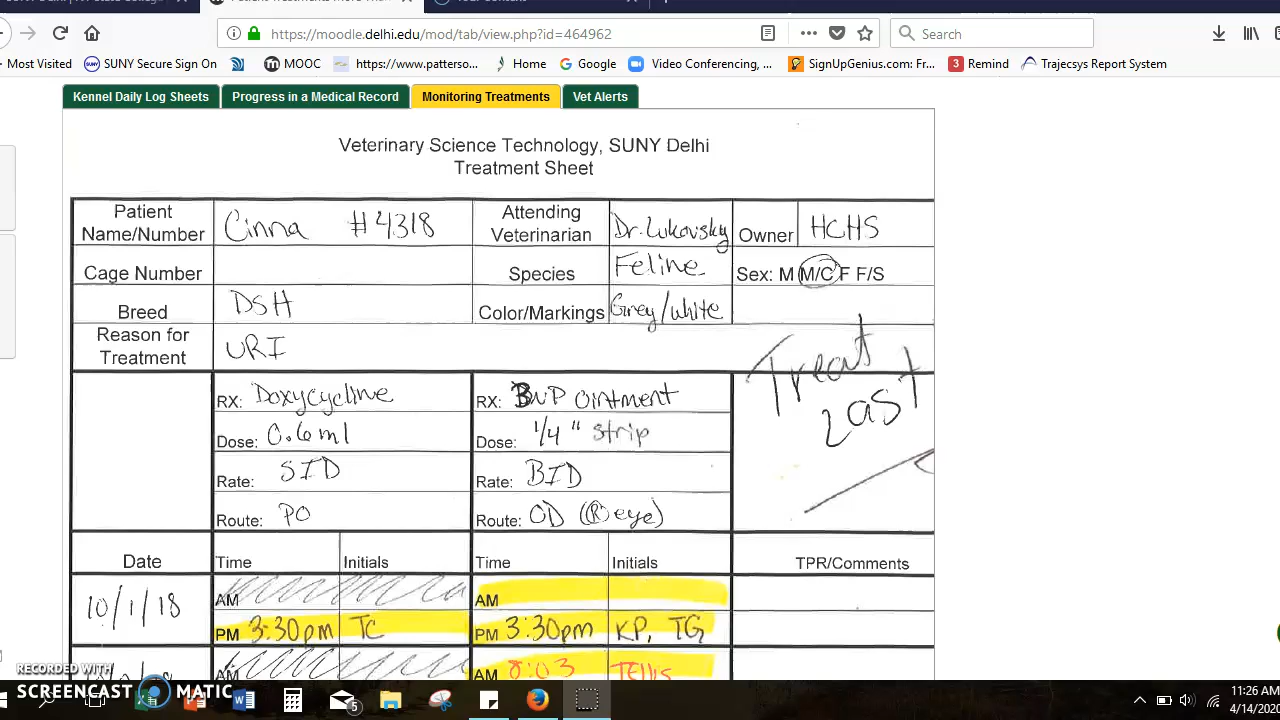 https://moodle.delhi.edu/mod/tab/view.php?id=464962
Search
Most Visited SUNY Secure Sign On MOOC https://www.patterso... Home Google Video Conferencing, ... SignUpGenius.com: Fr... 3 Remind Trajecsys Report System
Kennel Daily Log Sheets Progress in a Medical Record Monitoring Treatments Vet Alerts
Veterinary Science Technology, SUNY Delhi
Treatment Sheet
Patient Name/Number Cinna #4318 Attending Veterinarian Dr. Lukovsky Owner HCHS
Cage Number Species Feline Sex: M M/C F F/S
Breed DSH Color/Markings Grey/white
Reason for Treatment URI
Treat Last
RX: Doxycycline RX: BNP ointment
Dose: 0.6ml Dose: 1/4" strip
Rate: SID Rate: BID
Route: PO Route: OD (R) eye)
Date Time Initials Time Initials TPR/Comments
10/1/18 AM AM
PM 3:30pm TC PM 3:30pm KP, TG
AM AM 8:03 TEllis
RECORDED WITH
SCREENCAST MATIC
5
11:26 AM
4/14/2020